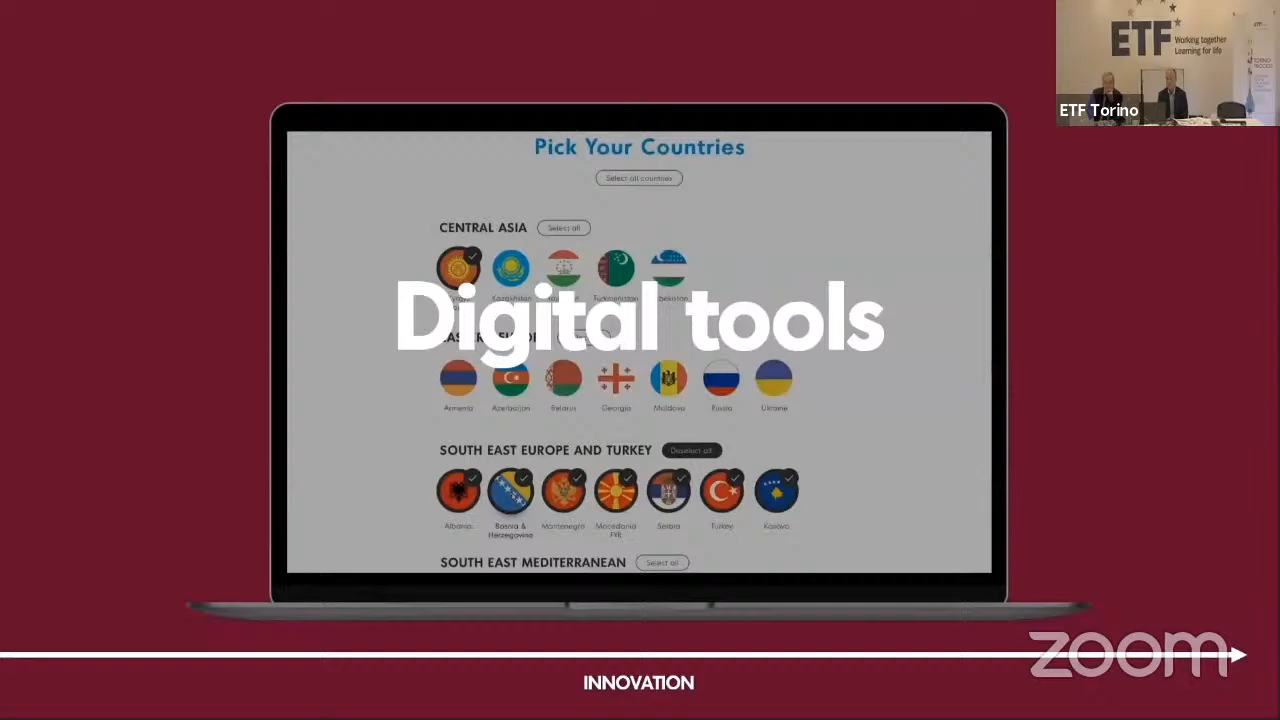 ETF
Working together
Learning for life
ETF Torino
Pick Your Countries
Select all countries
CENTRAL ASIA
Select all
Kazakhstan
Turkmenistan
Digital tools
Armenia
Azerbaijan
Belarus
Georgia
Moldova
Russia
Ukraine
SOUTH EAST EUROPE AND TURKEY
Deselect all
Albania
Bosnia &
Herzegovina
Montenegro
Macedonia
FYR
Serbia
Turkey
Kosovo
SOUTH EAST MEDITERRANEAN
Select all
zoom
INNOVATION